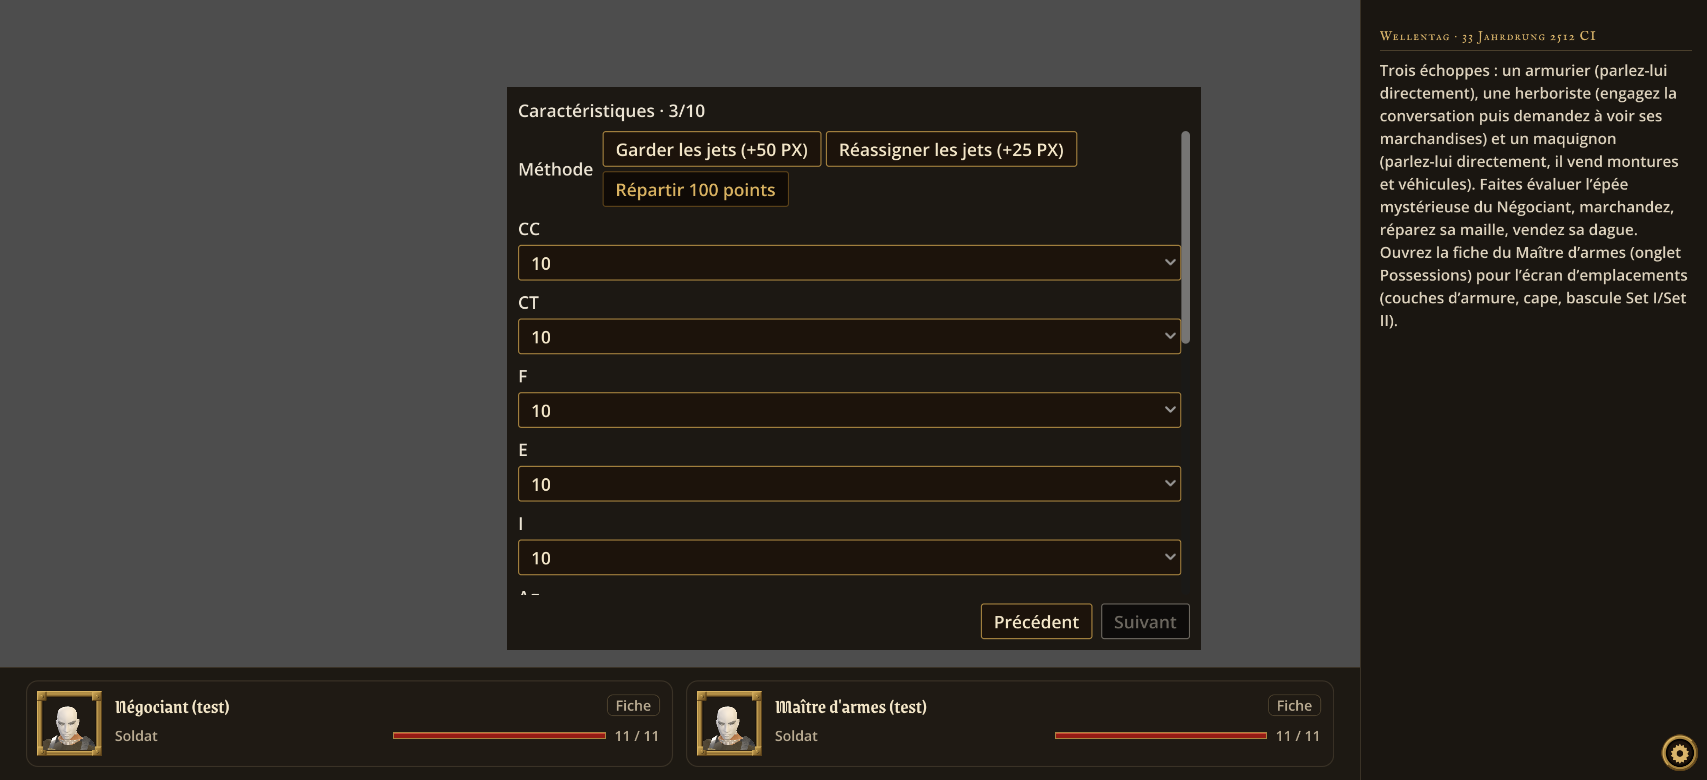 Caractéristiques · 3/10
Méthode
Garder les jets (+50 PX)
Réassigner les jets (+25 PX)
Répartir 100 points
CC
10
CT
10
F
10
E
10
I
10
Précédent
Suivant
Négociant (test)
Fiche
Soldat
11 / 11
Maître d'armes (test)
Fiche
Soldat
11 / 11
Wellentag · 33 Jahrdrung 2512 CI
Trois échoppes : un armurier (parlez-lui
directement), une herboriste (engagez la
conversation puis demandez à voir ses
marchandises) et un maquignon
(parlez-lui directement, il vend montures
et véhicules). Faites évaluer l’épée
mystérieuse du Négociant, marchandez,
réparez sa maille, vendez sa dague.
Ouvrez la fiche du Maître d’armes (onglet
Possessions) pour l’écran d’emplacements
(couches d’armure, cape, bascule Set I/Set
II).